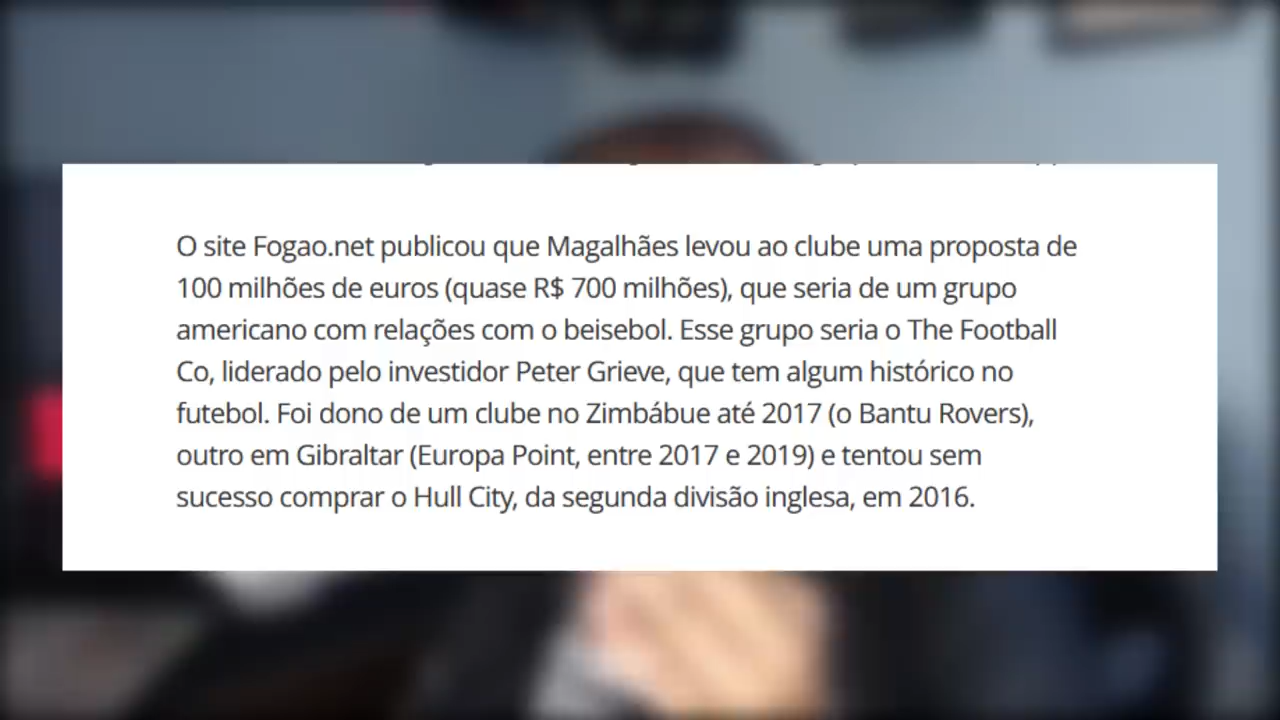 O site Fogao.net publicou que Magalhães levou ao clube uma proposta de
100 milhões de euros (quase R$ 700 milhões), que seria de um grupo
americano com relações com o beisebol. Esse grupo seria o The Football
Co, liderado pelo investidor Peter Grieve, que tem algum histórico no
futebol. Foi dono de um clube no Zimbábue até 2017 (o Bantu Rovers),
outro em Gibraltar (Europa Point, entre 2017 e 2019) e tentou sem
sucesso comprar o Hull City, da segunda divisão inglesa, em 2016.